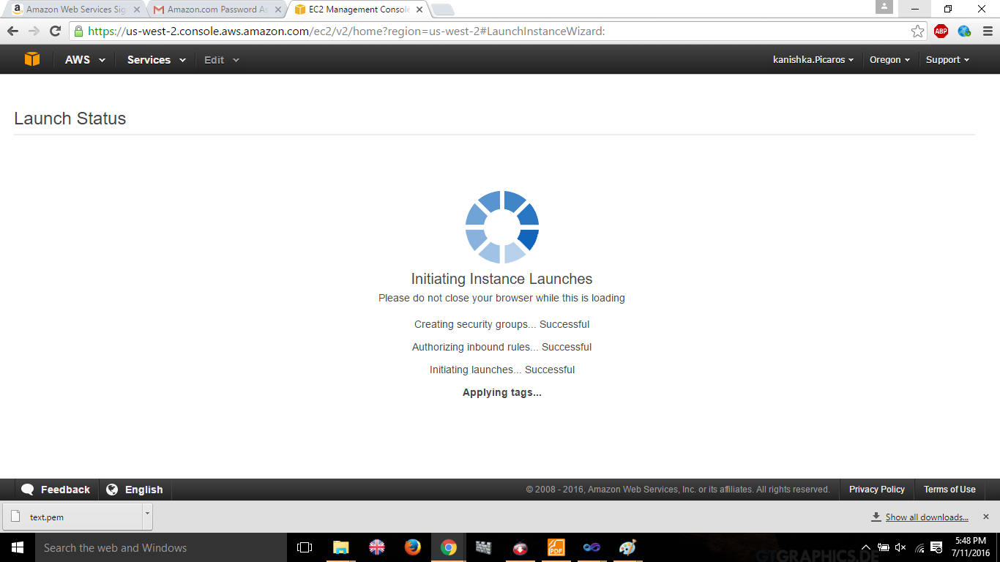 Amazon Web Services Sig
Amazon.com Password As
EC2 Management Console
https://us-west-2.console.aws.amazon.com/ec2/v2/home?region=us-west-2#LaunchInstanceWizard:
ABP
AWS Services Edit kanishka.Picaros Oregon Support
Launch Status
Initiating Instance Launches
Please do not close your browser while this is loading
Creating security groups... Successful
Authorizing inbound rules... Successful
Initiating launches... Successful
Applying tags...
Feedback English © 2008 - 2016, Amazon Web Services, Inc. or its affiliates. All rights reserved. Privacy Policy Terms of Use
text.pem Show all downloads...
Search the web and Windows
PDF
5:48 PM
7/11/2016
GTGRAPHICS.DE